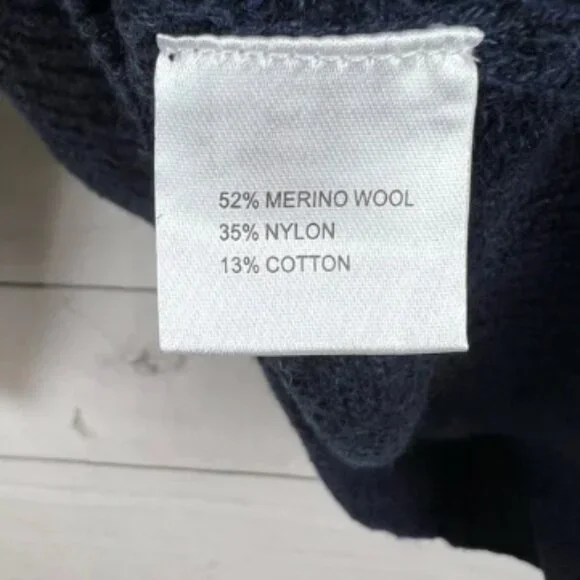 52% MERINO WOOL
35% NYLON
13% COTTON